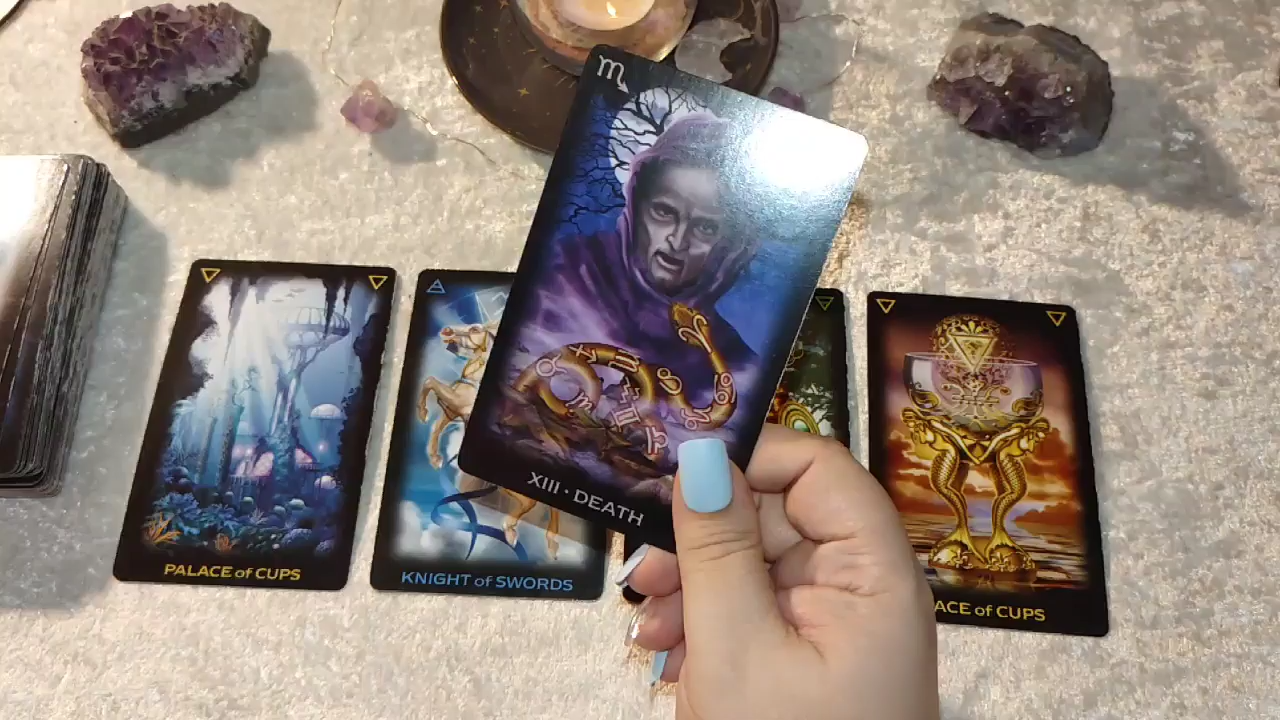 XIII · DEATH
PALACE of CUPS
KNIGHT of SWORDS
ACE of CUPS